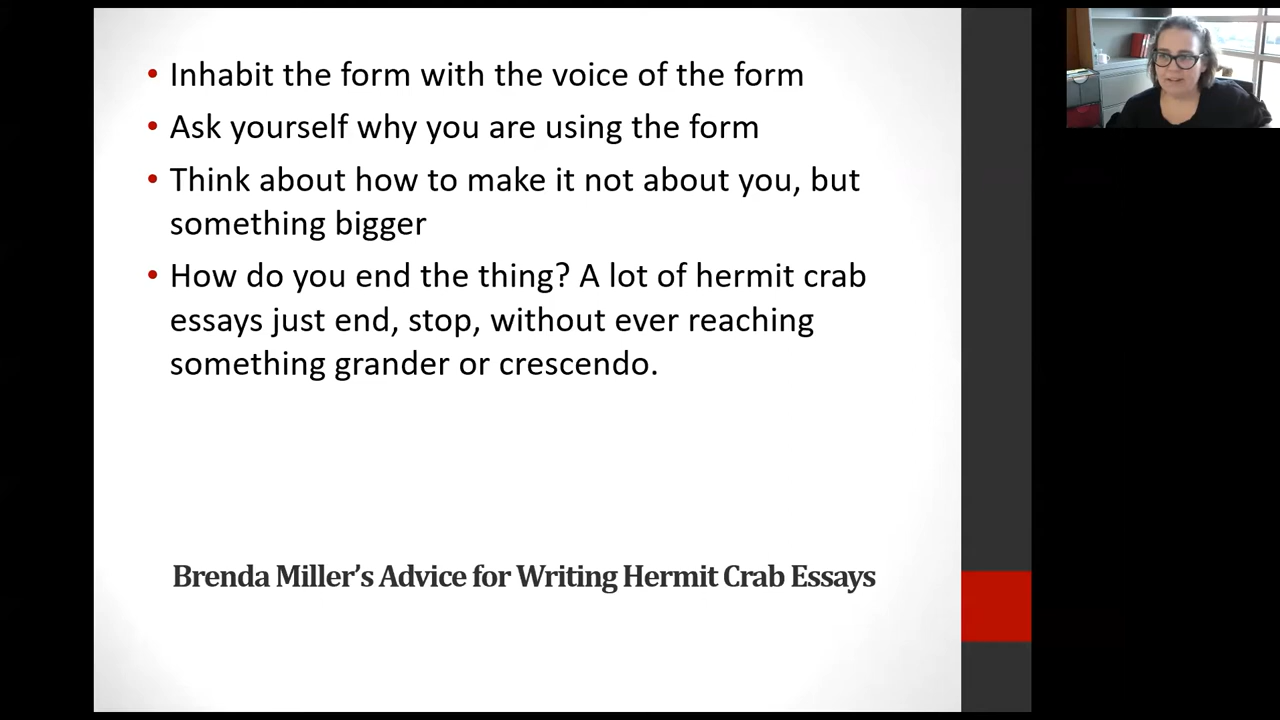 • Inhabit the form with the voice of the form
• Ask yourself why you are using the form
• Think about how to make it not about you, but
something bigger
• How do you end the thing? A lot of hermit crab
essays just end, stop, without ever reaching
something grander or crescendo.
Brenda Miller’s Advice for Writing Hermit Crab Essays